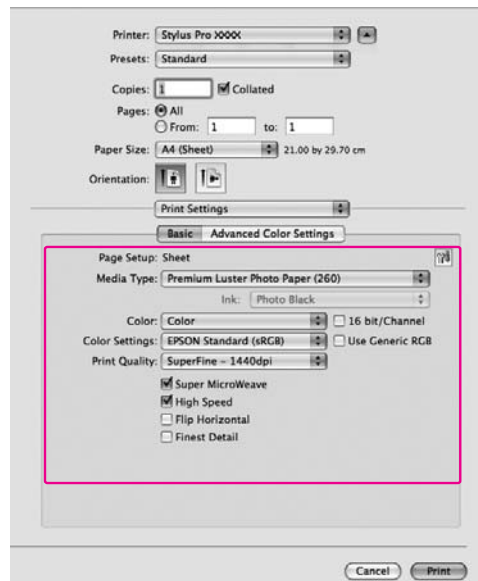 Printer: Stylus Pro XXXX
Presets: Standard
Copies: 1 Collated
Pages: All
From: 1 to: 1
Paper Size: A4 (Sheet) 21.00 by 29.70 cm
Orientation:
Print Settings
Basic Advanced Color Settings
Page Setup: Sheet
Media Type: Premium Luster Photo Paper (260)
Ink: Photo Black
Color: Color 16 bit/Channel
Color Settings: EPSON Standard (sRGB) Use Generic RGB
Print Quality: SuperFine - 1440dpi
Super MicroWeave
High Speed
Flip Horizontal
Finest Detail
Cancel Print